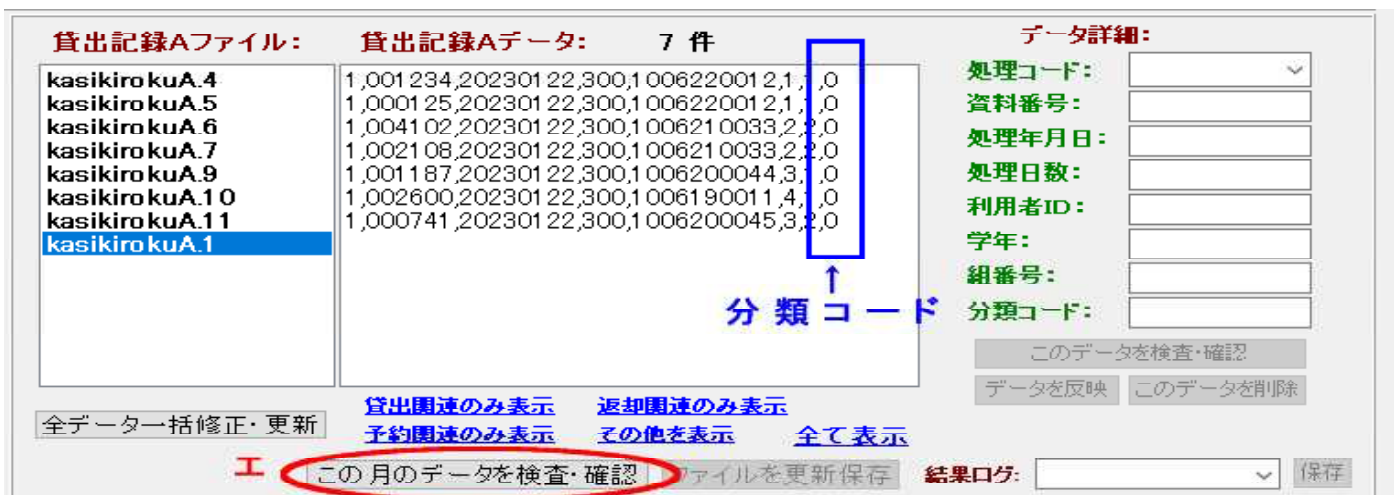 貸出記録Aファイル: 貸出記録Aデータ: 7 件 データ詳細:
kasikirokuA.4
kasikirokuA.5
kasikirokuA.6
kasikirokuA.7
kasikirokuA.9
kasikirokuA.10
kasikirokuA.11
kasikirokuA.1
1,001234,20230122,300,1006220012,1,1,0
1,000125,20230122,300,1006220012,1,1,0
1,004102,20230122,300,1006210033,2,2,0
1,002108,20230122,300,1006210033,2,2,0
1,001187,20230122,300,1006200044,3,1,0
1,002600,20230122,300,1006190011,4,1,0
1,000741,20230122,300,1006200045,3,2,0
↑
分類コード
処理コード:
資料番号:
処理年月日:
処理日数:
利用者ID:
学年:
組番号:
分類コード:
このデータを検査・確認
データを反映 このデータを削除
全データ一括修正・更新
貸出関連のみ表示 返却関連のみ表示
予約関連のみ表示 その他を表示 全て表示
エ この月のデータを検査・確認 ファイルを更新保存 結果ログ: 保存